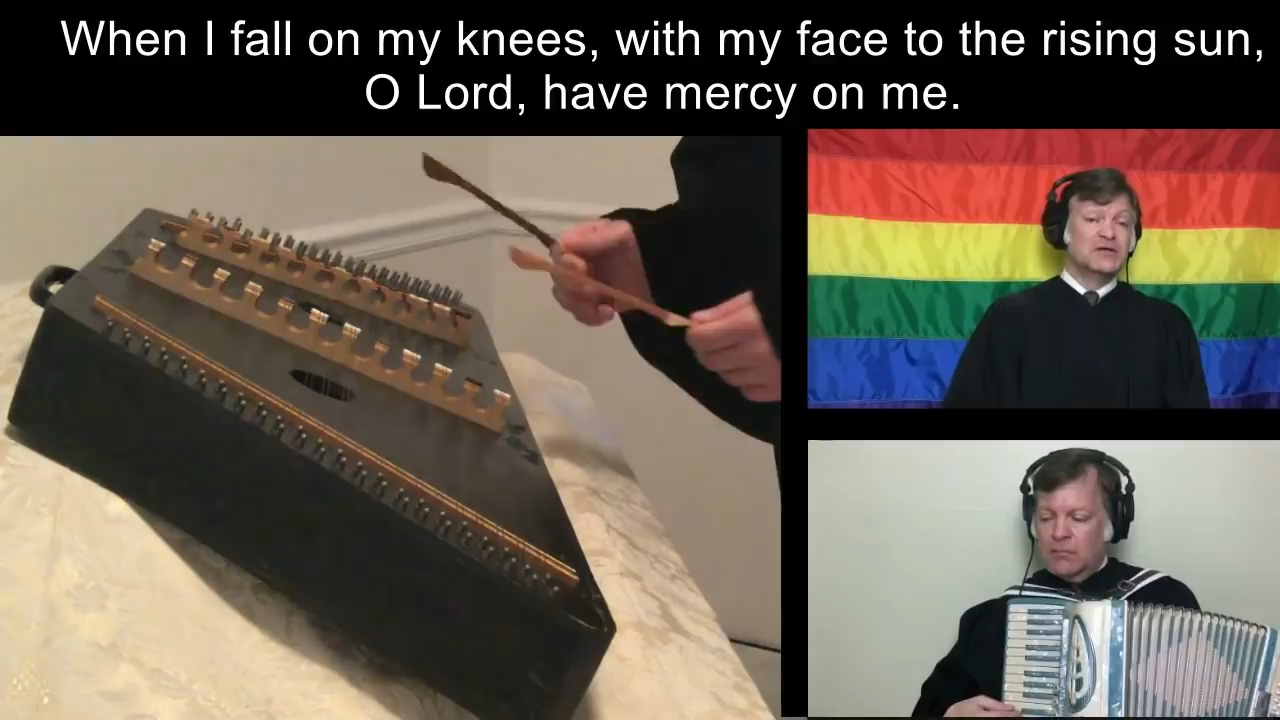 When I fall on my knees, with my face to the rising sun,
O Lord, have mercy on me.